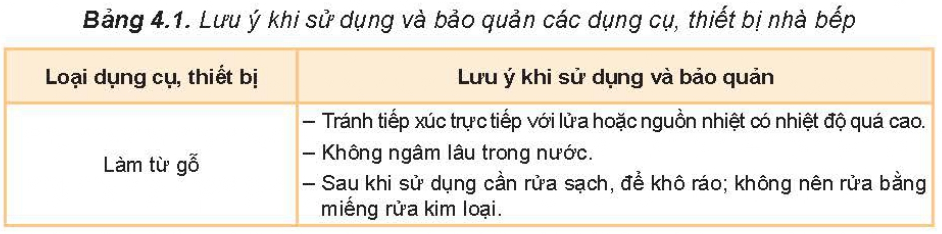 Bảng 4.1. Lưu ý khi sử dụng và bảo quản các dụng cụ, thiết bị nhà bếp
Loại dụng cụ, thiết bị
Lưu ý khi sử dụng và bảo quản
Làm từ gỗ
– Tránh tiếp xúc trực tiếp với lửa hoặc nguồn nhiệt có nhiệt độ quá cao.
– Không ngâm lâu trong nước.
– Sau khi sử dụng cần rửa sạch, để khô ráo; không nên rửa bằng
miếng rửa kim loại.